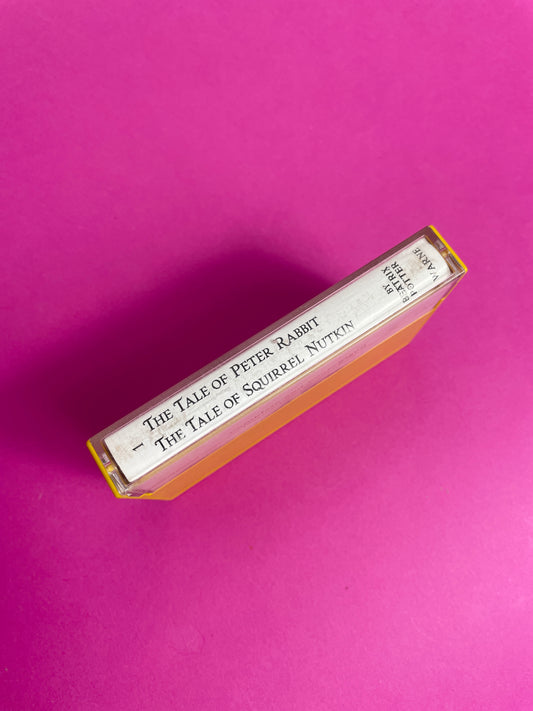 1
THE TALE OF PETER RABBIT
THE TALE OF SQUIRREL NUTKIN
BY
BEATRIX
POTTER
WARNE